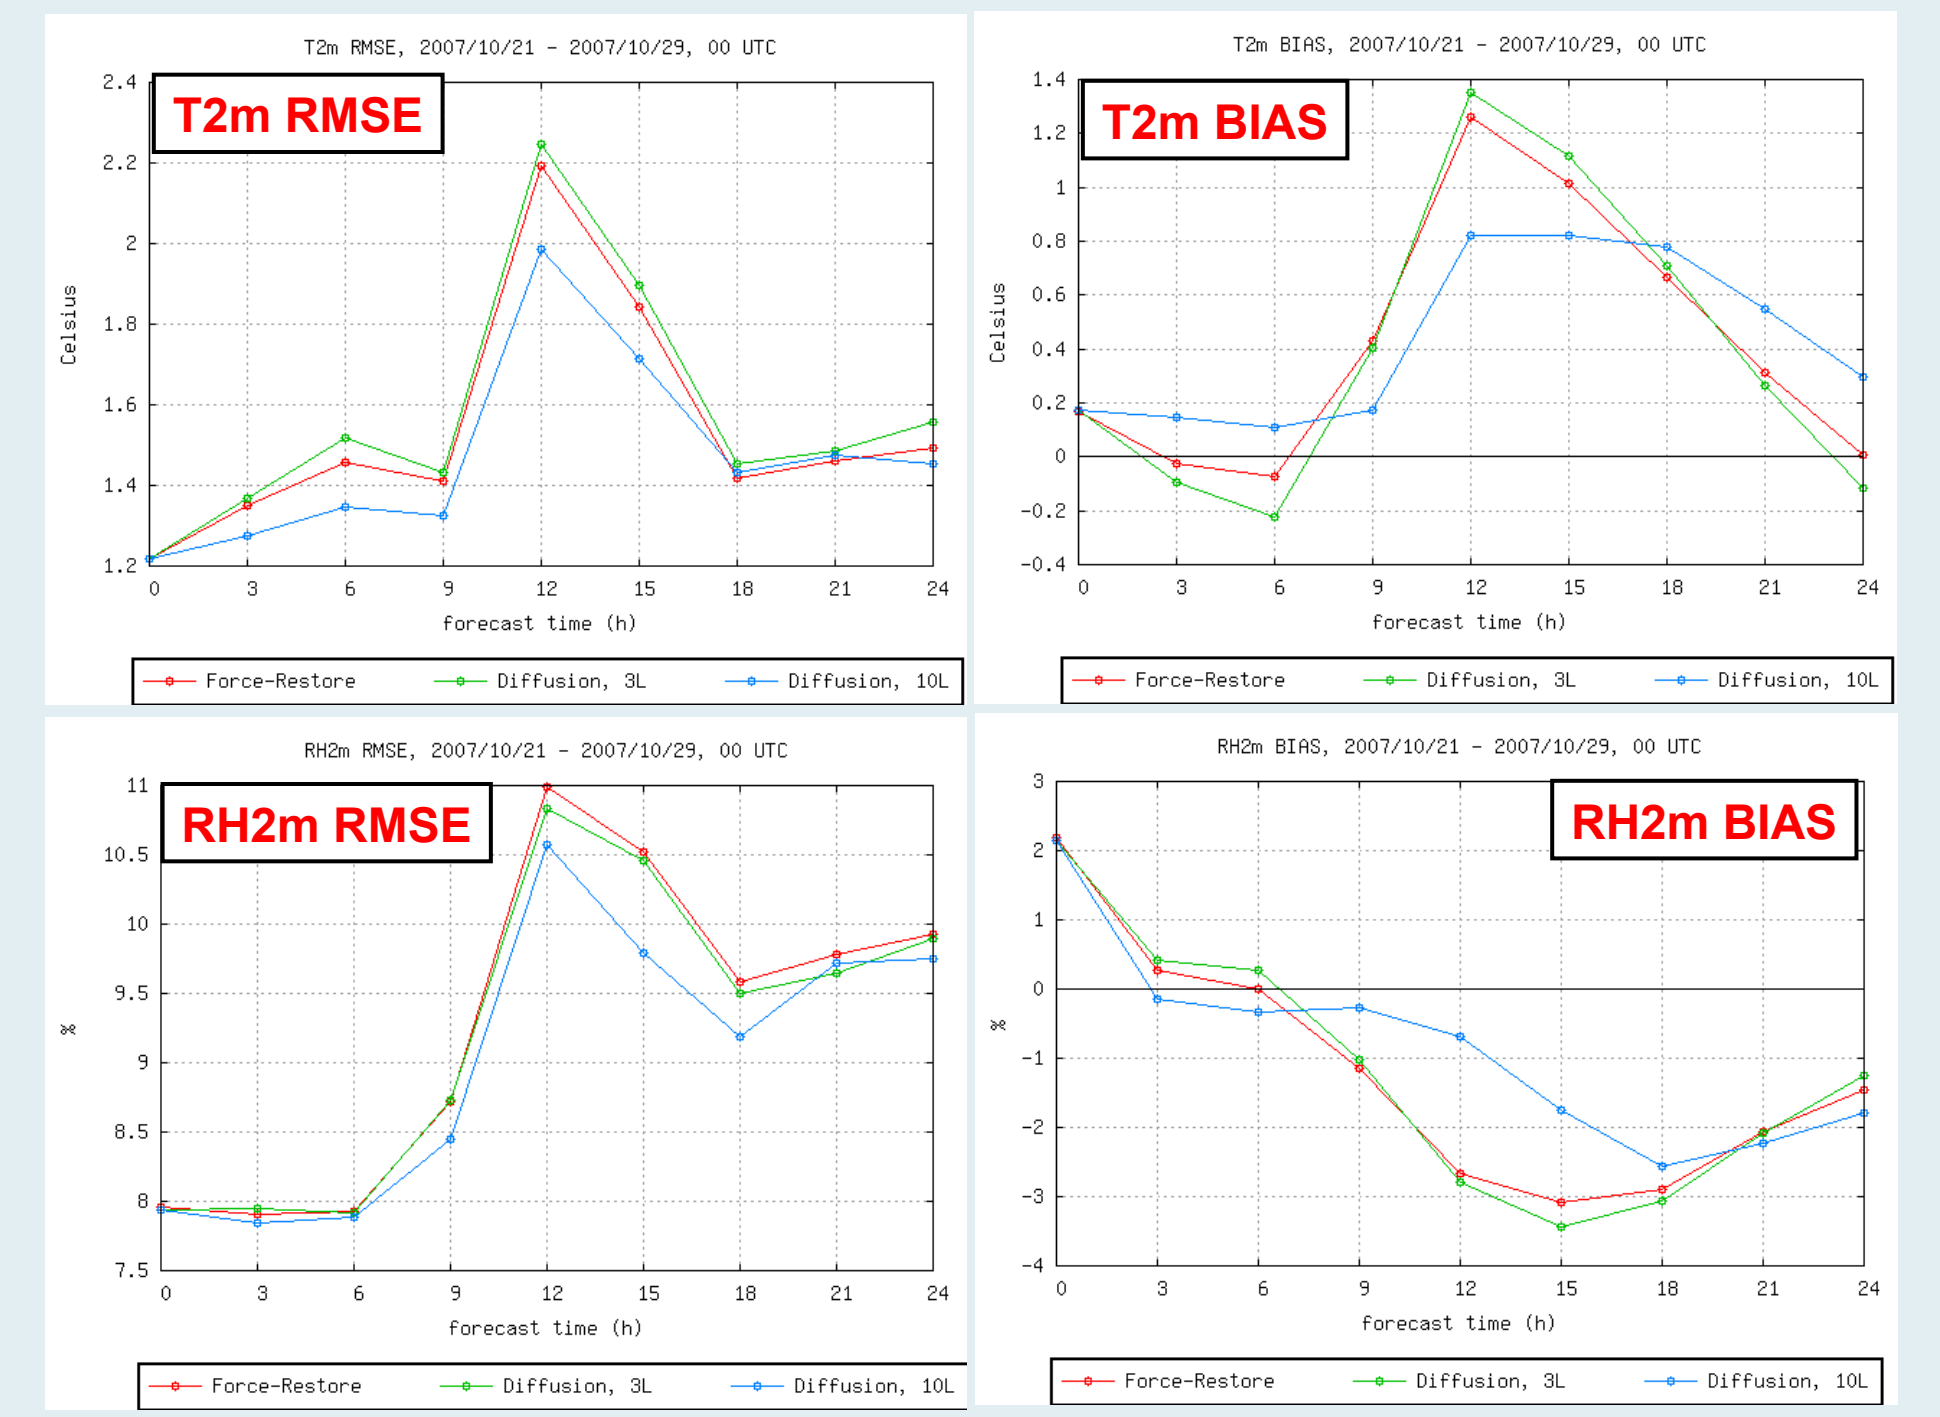 T2m RMSE, 2007/10/21 - 2007/10/29, 00 UTC
T2m RMSE
2.4
2.2
2
1.8
1.6
1.4
1.2
Celsius
0 3 6 9 12 15 18 21 24
forecast time (h)
Force-Restore Diffusion, 3L Diffusion, 10L
T2m BIAS, 2007/10/21 - 2007/10/29, 00 UTC
T2m BIAS
1.4
1.2
1
0.8
0.6
0.4
0.2
0
-0.2
-0.4
Celsius
0 3 6 9 12 15 18 21 24
forecast time (h)
Force-Restore Diffusion, 3L Diffusion, 10L
RH2m RMSE, 2007/10/21 - 2007/10/29, 00 UTC
RH2m RMSE
11
10.5
10
9.5
9
8.5
8
7.5
%
0 3 6 9 12 15 18 21 24
forecast time (h)
Force-Restore Diffusion, 3L Diffusion, 10L
RH2m BIAS, 2007/10/21 - 2007/10/29, 00 UTC
RH2m BIAS
3
2
1
0
-1
-2
-3
-4
%
0 3 6 9 12 15 18 21 24
forecast time (h)
Force-Restore Diffusion, 3L Diffusion, 10L